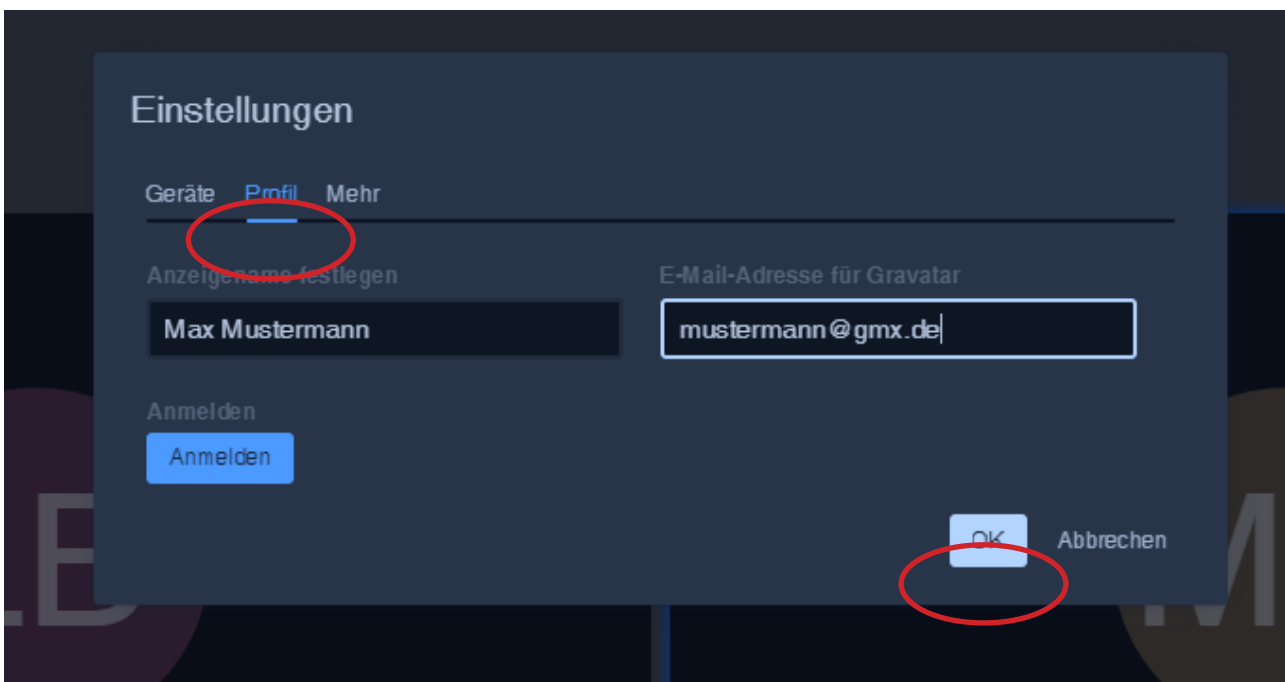 Einstellungen
Geräte Profil Mehr
Anzeigename festlegen E-Mail-Adresse für Gravatar
Max Mustermann mustermann@gmx.de
Anmelden
Anmelden
OK Abbrechen
LB M